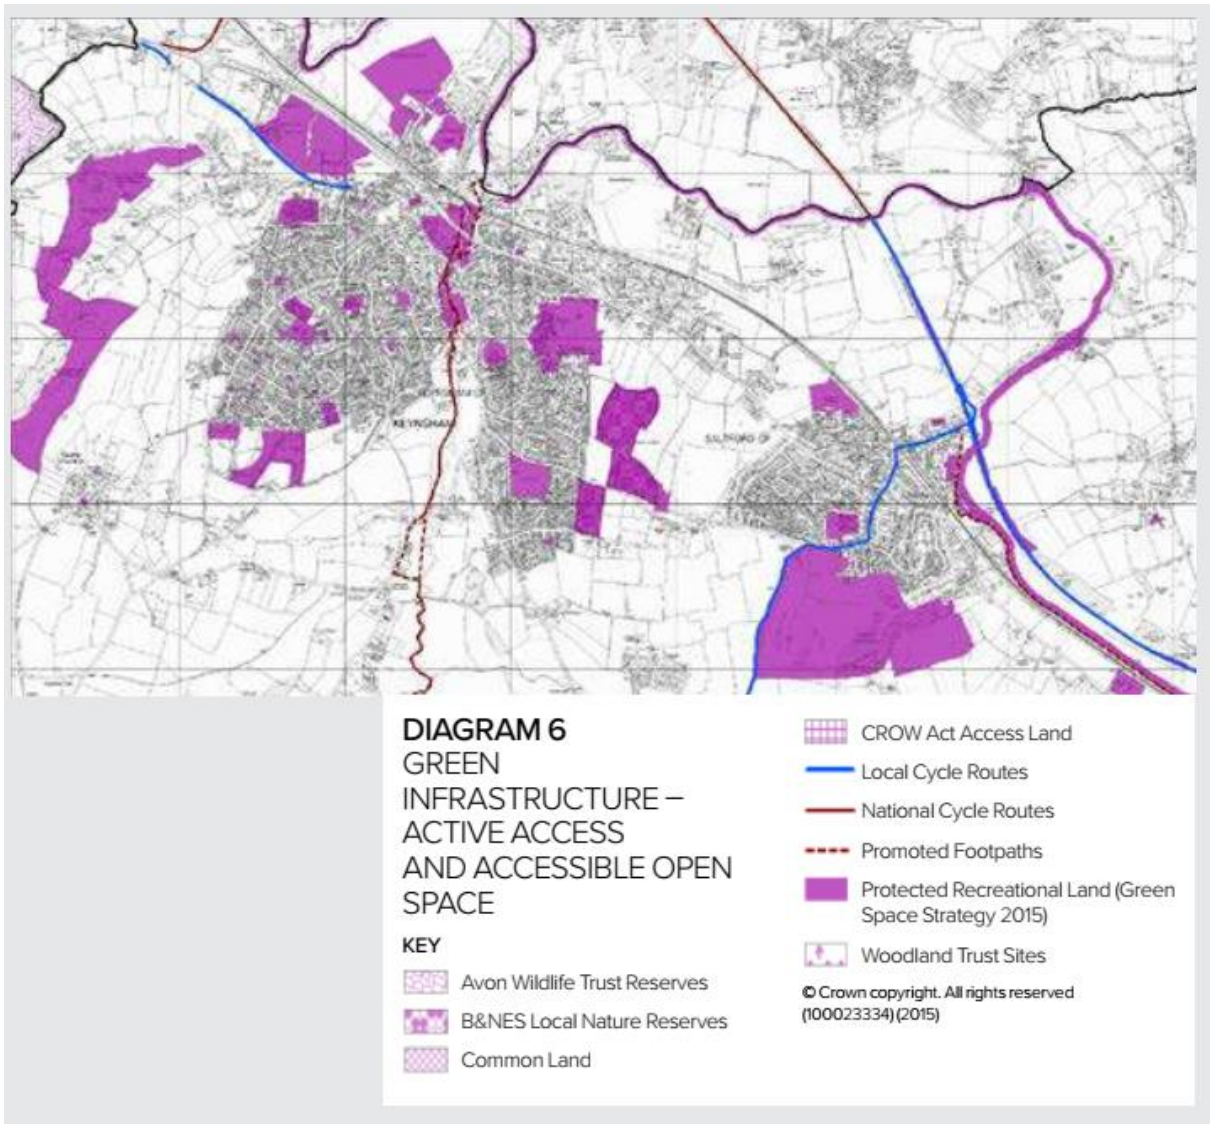 KEYNSHAM
SALTFORD CP
DIAGRAM 6
GREEN
INFRASTRUCTURE –
ACTIVE ACCESS
AND ACCESSIBLE OPEN
SPACE
KEY
Avon Wildlife Trust Reserves
B&NES Local Nature Reserves
Common Land
CROW Act Access Land
Local Cycle Routes
National Cycle Routes
Promoted Footpaths
Protected Recreational Land (Green
Space Strategy 2015)
Woodland Trust Sites
© Crown copyright. All rights reserved
(100023334) (2015)